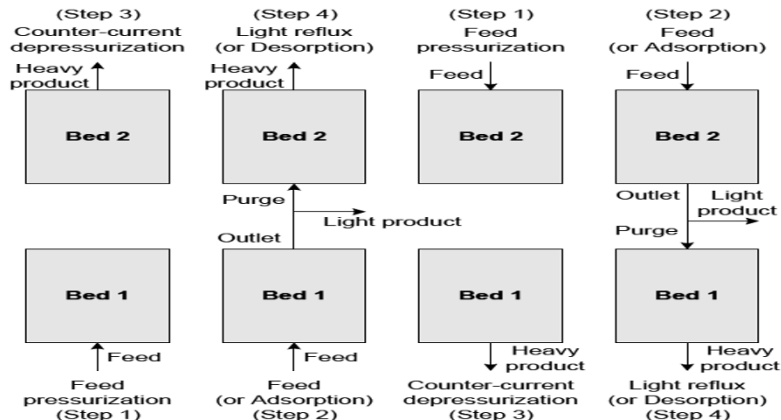 (Step 3)
Counter-current
depressurization
Heavy
product
Bed 2
Bed 1
Feed
Feed
pressurization
(Step 1)
(Step 4)
Light reflux
(or Desorption)
Heavy
product
Bed 2
Purge
Light product
Outlet
Bed 1
Feed
Feed
(or Adsorption)
(Step 2)
(Step 1)
Feed
pressurization
Feed
Bed 2
Bed 1
Heavy
product
Counter-current
depressurization
(Step 3)
(Step 2)
Feed
(or Adsorption)
Feed
Bed 2
Outlet
Light
product
Purge
Bed 1
Heavy
product
Light reflux
(or Desorption)
(Step 4)